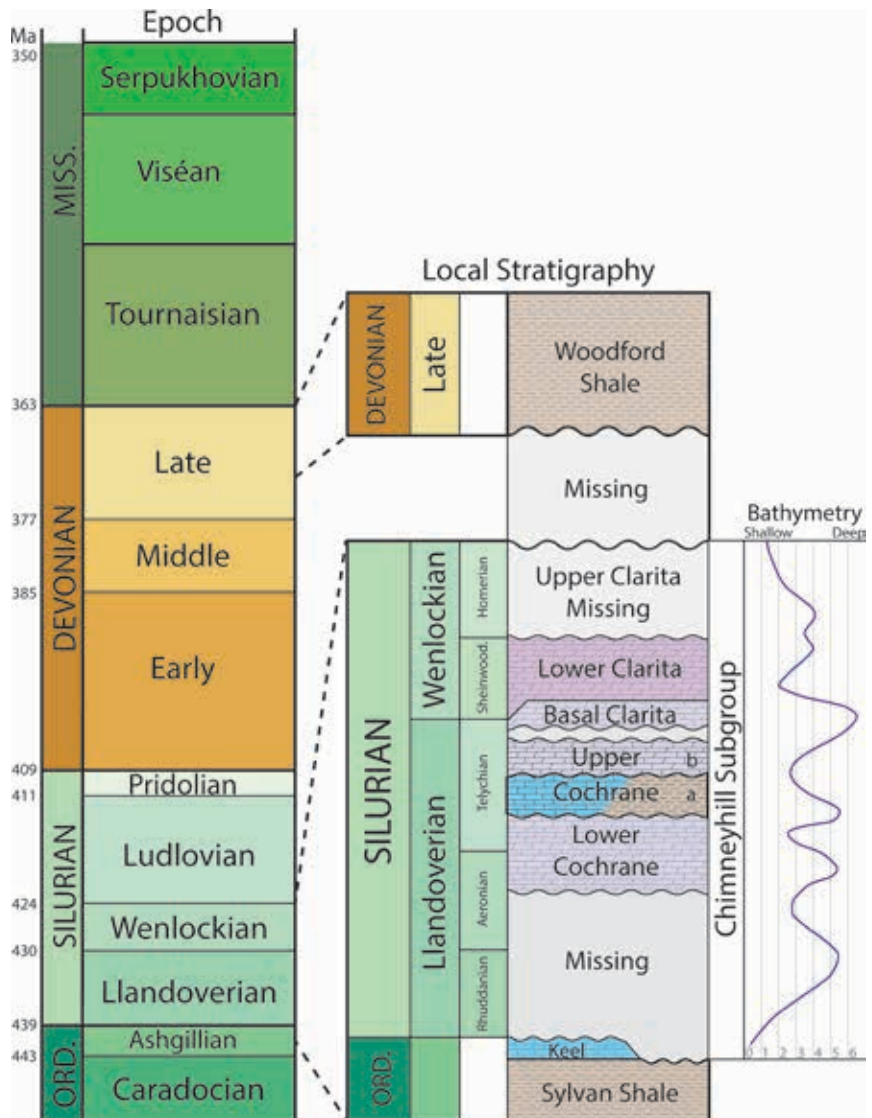 Epoch
Ma
350
Serpukhovian
MISS.
Viséan
Tournaisian
363
DEVONIAN
Late
377
Middle
385
Early
409
Pridolian
411
SILURIAN
Ludlovian
424
Wenlockian
430
Llandoverian
439
ORD.
Ashgillian
443
Caradocian
Local Stratigraphy
DEVONIAN
Late
Woodford
Shale
Missing
SILURIAN
Wenlockian
Homerian
Upper Clarita
Missing
Sheinwood.
Lower Clarita
Basal Clarita
Llandoverian
Telychian
Upper b
Cochrane a
Lower
Cochrane
Aeronian
Missing
Rhuddanian
ORD.
Keel
Sylvan Shale
Chimneyhill Subgroup
Bathymetry
Shallow Deep
0 1 2 3 4 5 6